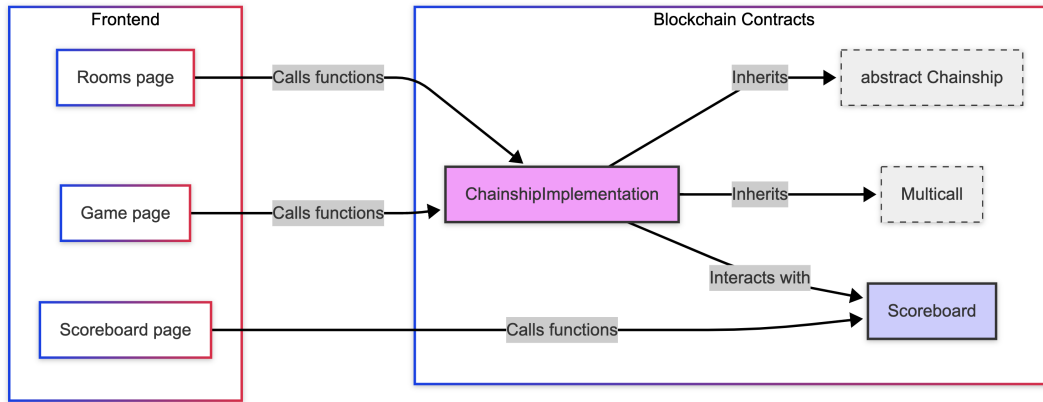 Frontend
Blockchain Contracts
Rooms page
Calls functions
Inherits
abstract Chainship
ChainshipImplementation
Inherits
Multicall
Game page
Calls functions
Interacts with
Scoreboard
Scoreboard page
Calls functions